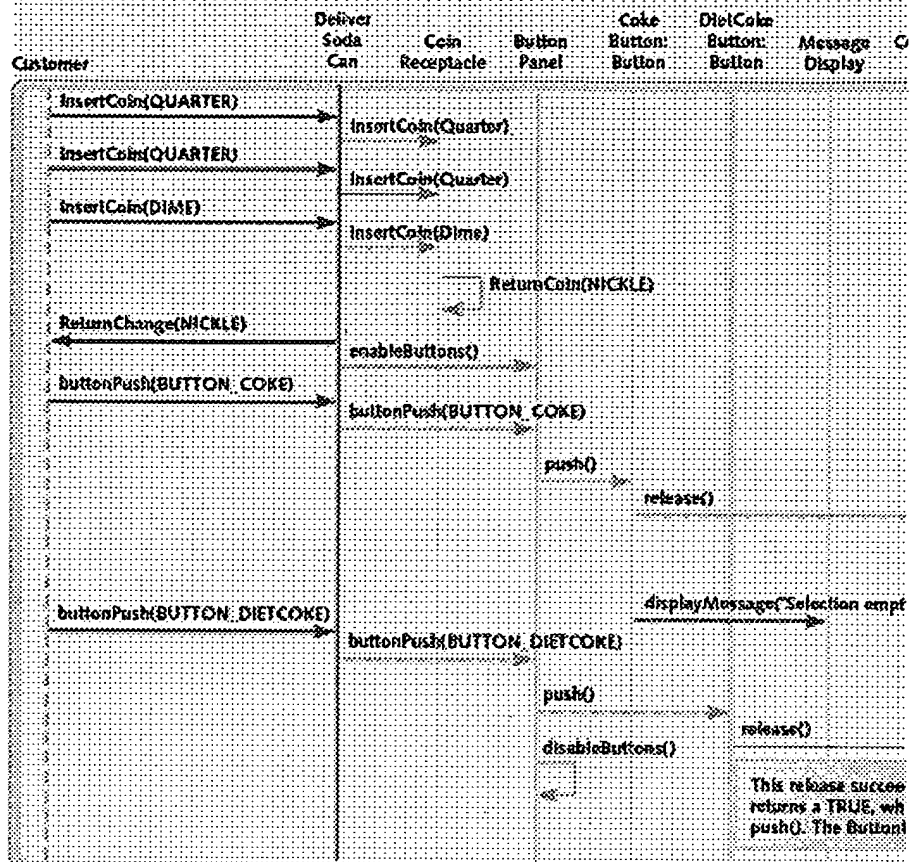 Customer
Deliver
Soda
Can
Coin
Receptacle
Button
Panel
Coke
Button:
Button
DietCoke
Button:
Button
Message
Display
C
InsertCoin(QUARTER)
InsertCoin(Quarter)
InsertCoin(QUARTER)
InsertCoin(Quarter)
InsertCoin(DIME)
InsertCoin(Dime)
ReturnCoin(NICKLE)
ReturnChange(NICKLE)
enableButtons()
buttonPush(BUTTON_COKE)
buttonPush(BUTTON_COKE)
push()
release()
displayMessage("Selection empt
buttonPush(BUTTON_DIETCOKE)
buttonPush(BUTTON_DIETCOKE)
push()
release()
disableButtons()
This release succee
returns a TRUE, wh
push(). The Button